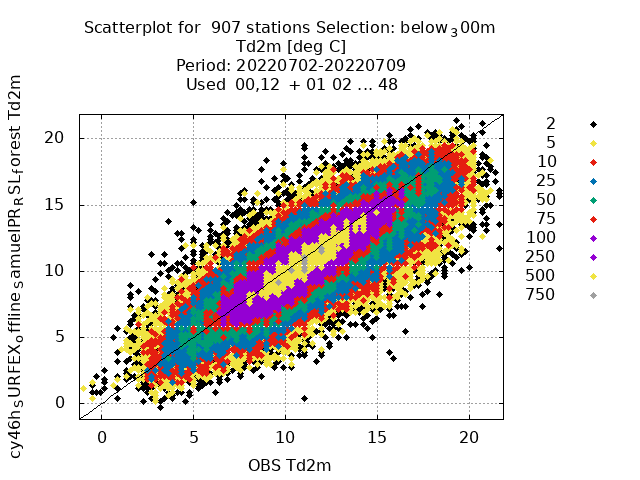 Scatterplot for 907 stations Selection: below₃00m
Td2m [deg C]
Period: 20220702-20220709
Used 00,12 + 01 02 ... 48
cy46h_SURFEX_offline_samuelPR_RSL_forest Td2m
20
15
10
5
0
0 5 10 15 20
OBS Td2m
2
5
10
25
50
75
100
250
500
750